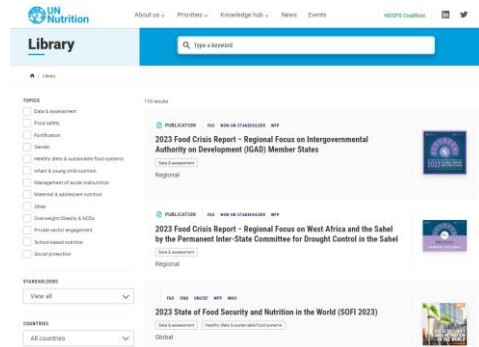 UN
Nutrition
About us
Priorities
Knowledge hub
News
Events
HDSFS Coalition
Library
Type a keyword
/ Library
TOPICS
Data & assessment
Food safety
Fortification
Gender
Healthy diets & sustainable food systems
Infant & young child nutrition
Management of acute malnutrition
Maternal & adolescent nutrition
Other
Overweight/Obesity & NCDs
Private sector engagement
School-based nutrition
Social protection
STAKEHOLDERS
View all
COUNTRIES
All countries
110 results
PUBLICATION FAO NON-UN STAKEHOLDER WFP
2023 Food Crisis Report – Regional Focus on Intergovernmental
Authority on Development (IGAD) Member States
Data & assessment
Regional
2023
PUBLICATION FAO NON-UN STAKEHOLDER WFP
2023 Food Crisis Report – Regional Focus on West Africa and the Sahel
by the Permanent Inter-State Committee for Drought Control in the Sahel
Data & assessment
Regional
FAO IFAD UNICEF WFP WHO
2023 State of Food Security and Nutrition in the World (SOFI 2023)
Data & assessment Healthy diets & sustainable food systems
Global